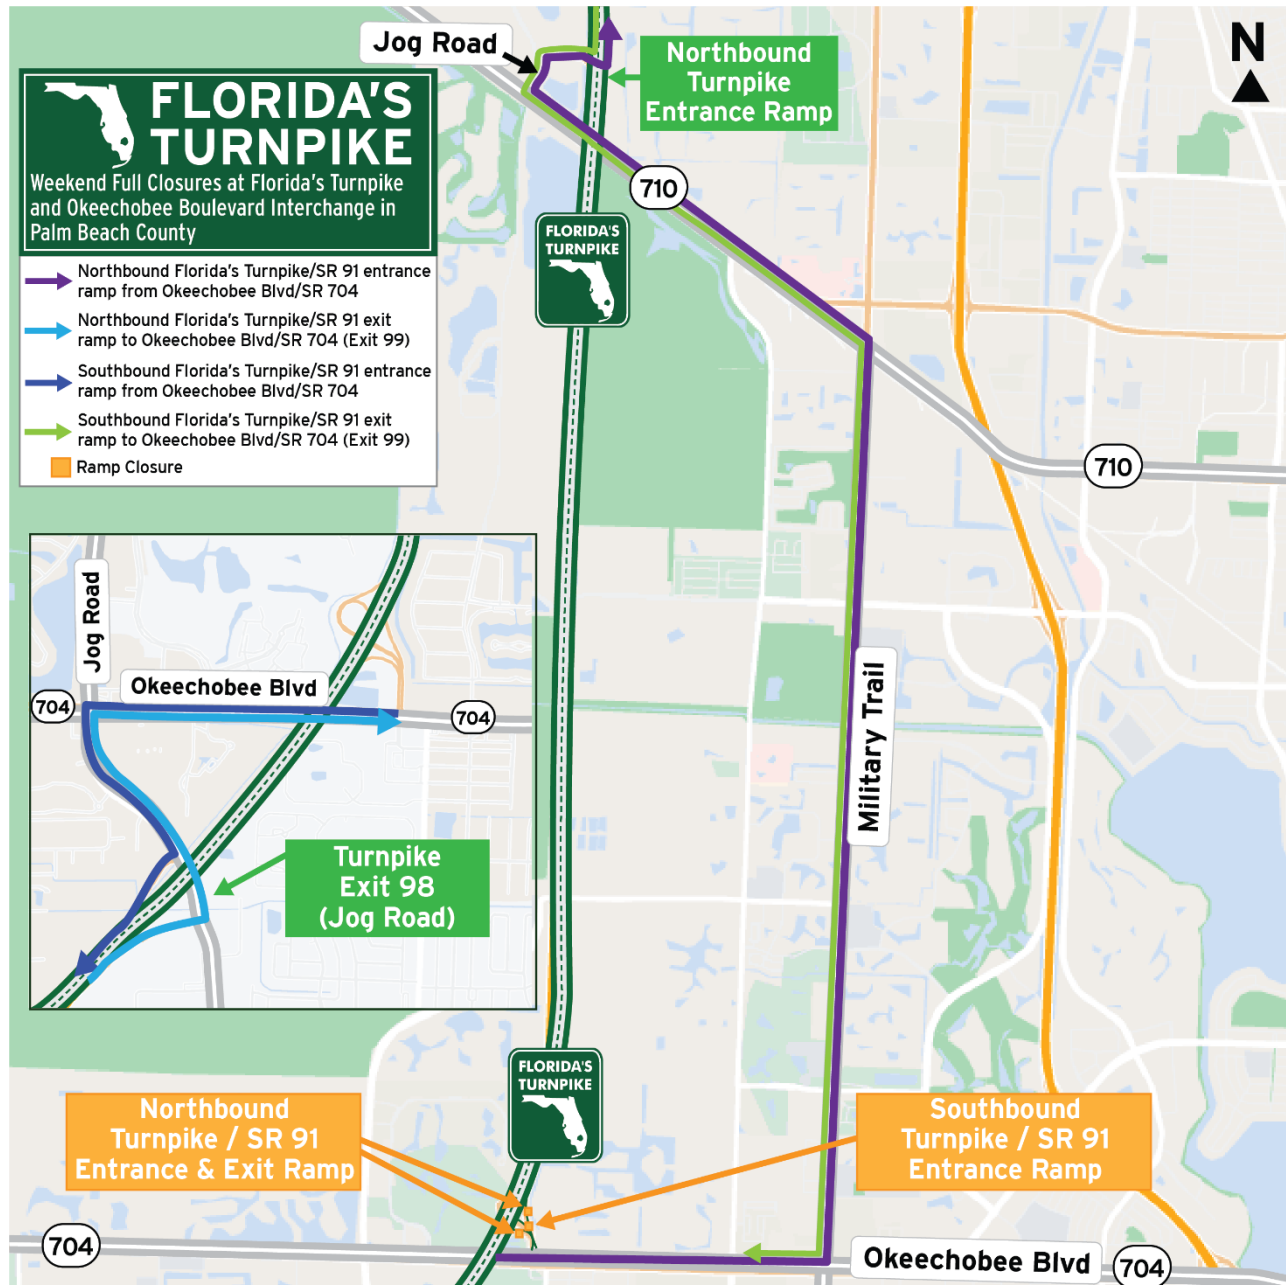 Jog Road
N
Northbound
Turnpike
Entrance Ramp
FLORIDA'S
TURNPIKE
Weekend Full Closures at Florida's Turnpike
and Okeechobee Boulevard Interchange in
Palm Beach County
710
FLORIDA'S
TURNPIKE
Northbound Florida's Turnpike/SR 91 entrance
ramp from Okeechobee Blvd/SR 704
Northbound Florida's Turnpike/SR 91 exit
ramp to Okeechobee Blvd/SR 704 (Exit 99)
Southbound Florida's Turnpike/SR 91 entrance
ramp from Okeechobee Blvd/SR 704
Southbound Florida's Turnpike/SR 91 exit
ramp to Okeechobee Blvd/SR 704 (Exit 99)
Ramp Closure
710
Jog Road
Okeechobee Blvd
704
704
Military Trail
Turnpike
Exit 98
(Jog Road)
FLORIDA'S
TURNPIKE
Northbound
Turnpike / SR 91
Entrance & Exit Ramp
Southbound
Turnpike / SR 91
Entrance Ramp
704
Okeechobee Blvd
704